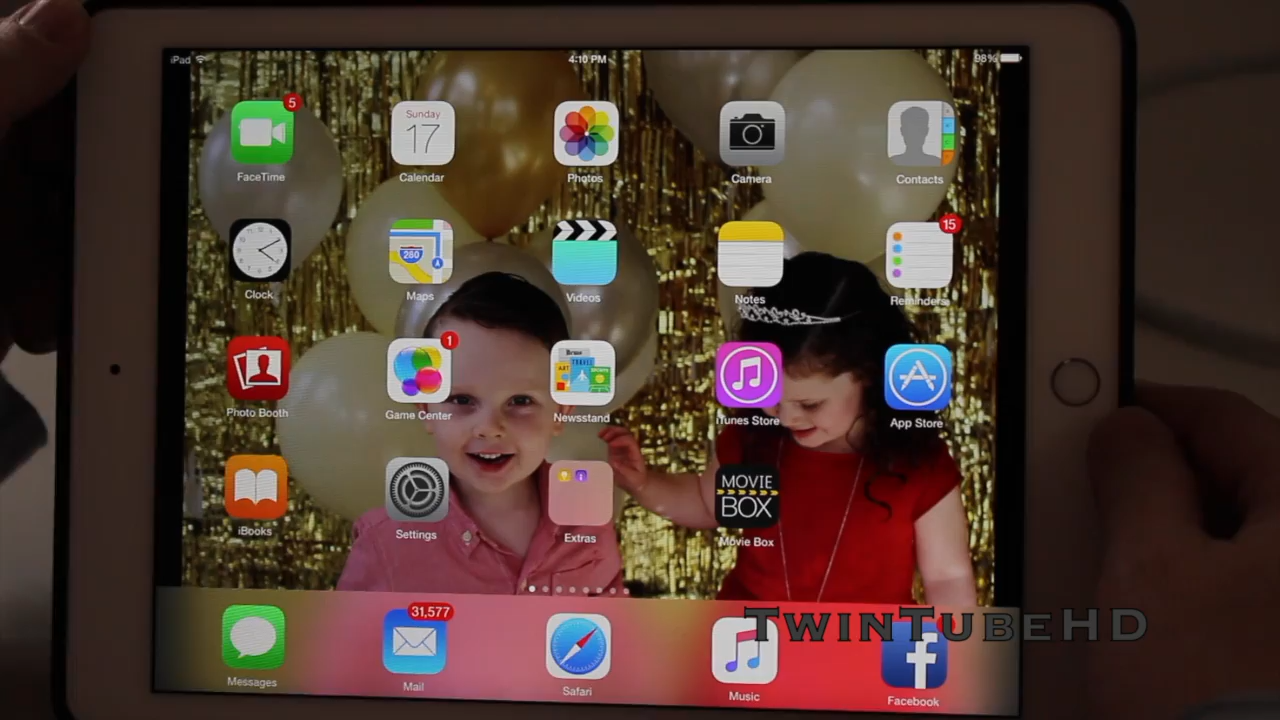 iPad 4:10 PM 98%
5
Sunday
17
FaceTime Calendar Photos Camera Contacts
280
15
Clock Maps Videos Notes Reminders
1
ART TRAVEL
Photo Booth Game Center Newsstand iTunes Store App Store
MOVIE
BOX
iBooks Settings Extras Movie Box
31,577
TwinTubeHD
f
Messages Mail Safari Music Facebook